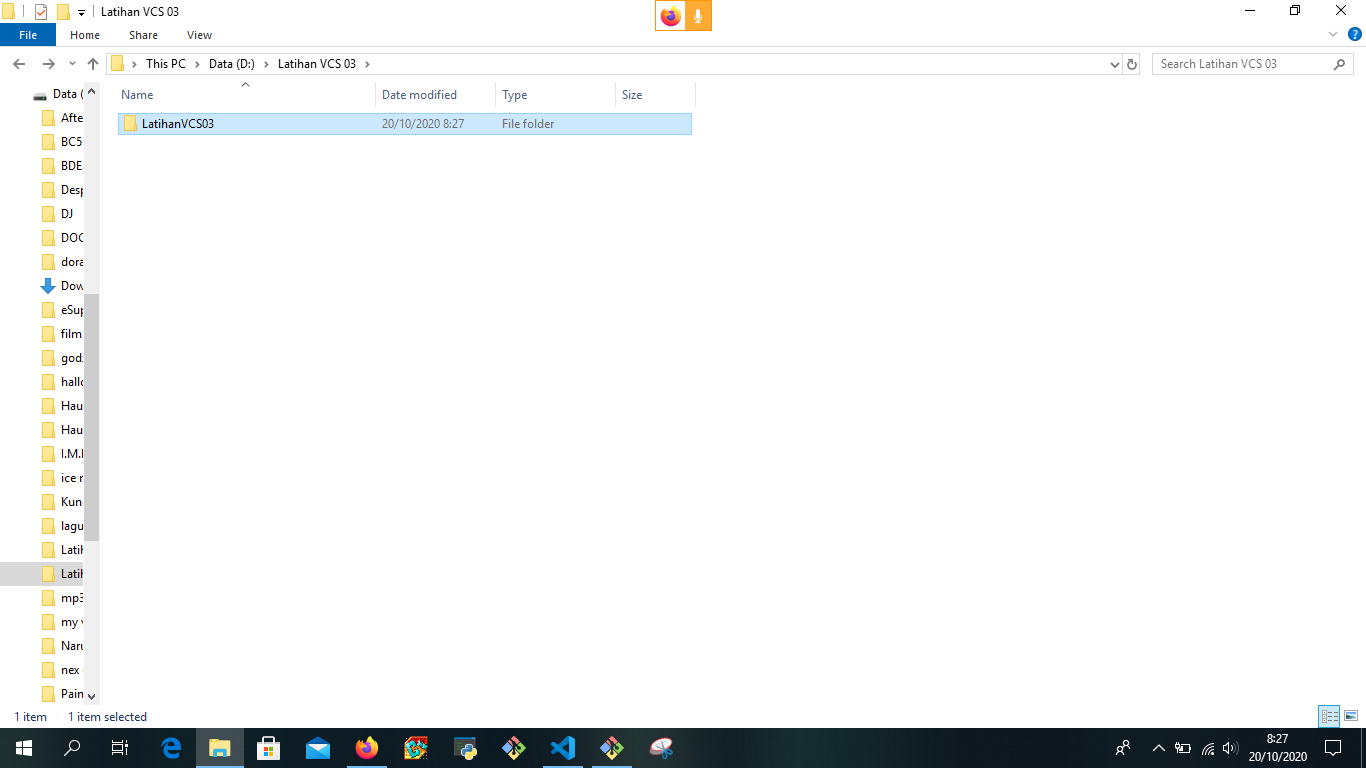 Latihan VCS 03
File Home Share View
This PC Data (D:) Latihan VCS 03
Search Latihan VCS 03
Name Date modified Type Size
LatihanVCS03 20/10/2020 8:27 File folder
Data (
Afte
BC5
BDE
Desp
DJ
DOC
dora
Dow
eSup
film
god
hallo
Hau
Hau
I.M.
ice r
Kun
lagu
Latih
Latih
mp3
my
Naru
nex
Pain
1 item 1 item selected
8:27
20/10/2020